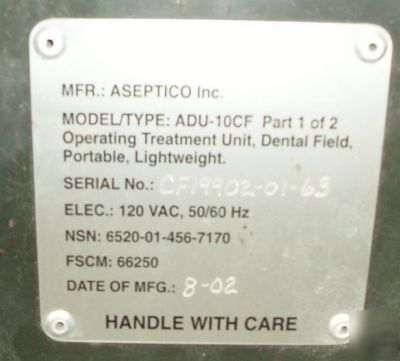 MFR.: ASEPTICO Inc.
MODEL/TYPE: ADU-10CF Part 1 of 2
Operating Treatment Unit, Dental Field,
Portable, Lightweight.
SERIAL No.: CF19902-01-63
ELEC.: 120 VAC, 50/60 Hz
NSN: 6520-01-456-7170
FSCM: 66250
DATE OF MFG.: 8-02
HANDLE WITH CARE